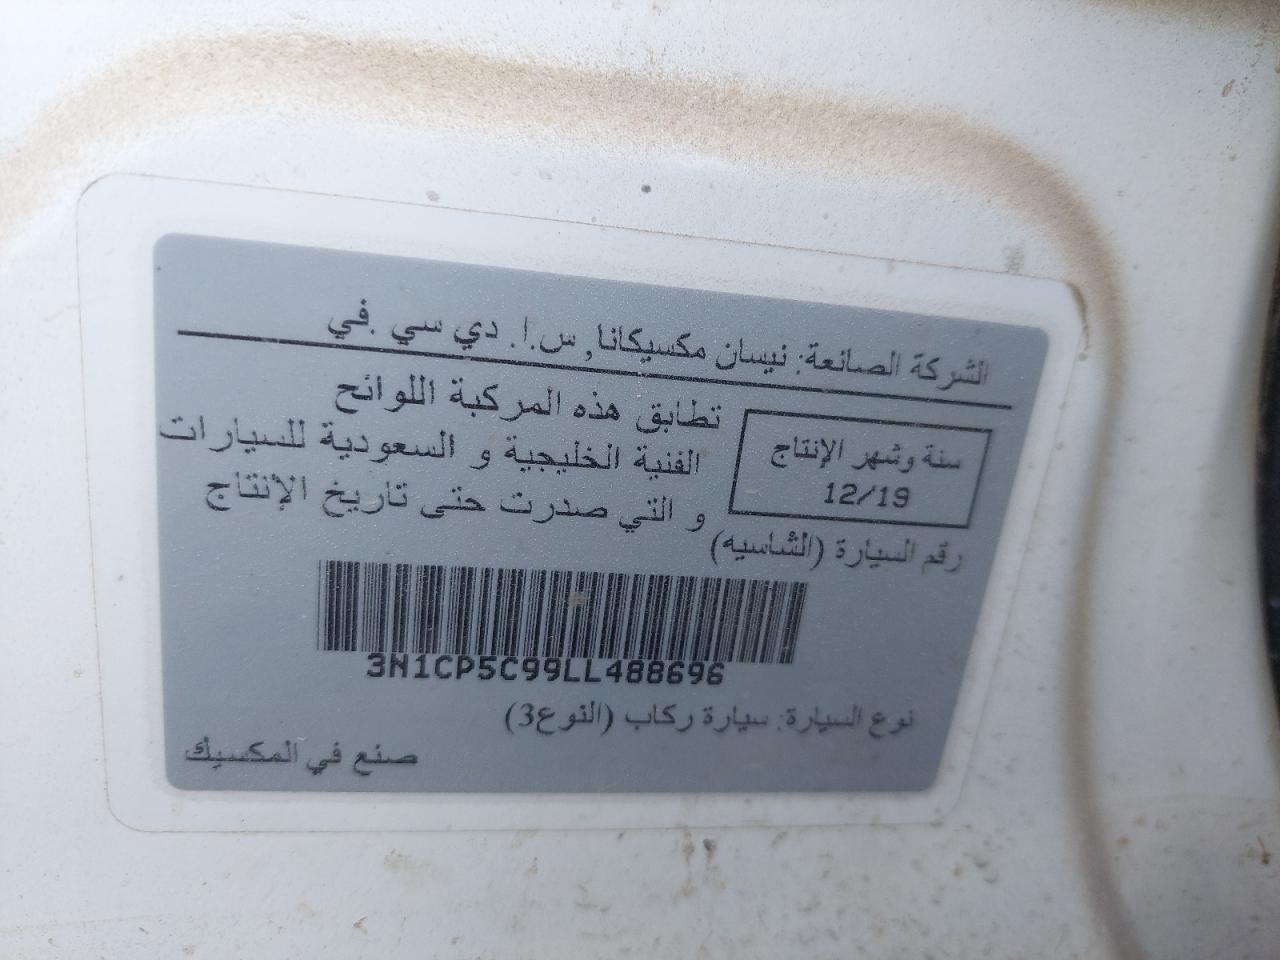 الشركة الصانعة: نيسان مكسيكانا, س.ا. دي سي .في
سنة وشهر الإنتاج
12/19
تطابق هذه المركبة اللوائح
الفنية الخليجية و السعودية للسيارات
و التي صدرت حتى تاريخ الإنتاج
رقم السيارة (الشاسيه)
3N1CP5C99LL488696
نوع السيارة: سيارة ركاب (النوع3)
صنع في المكسيك